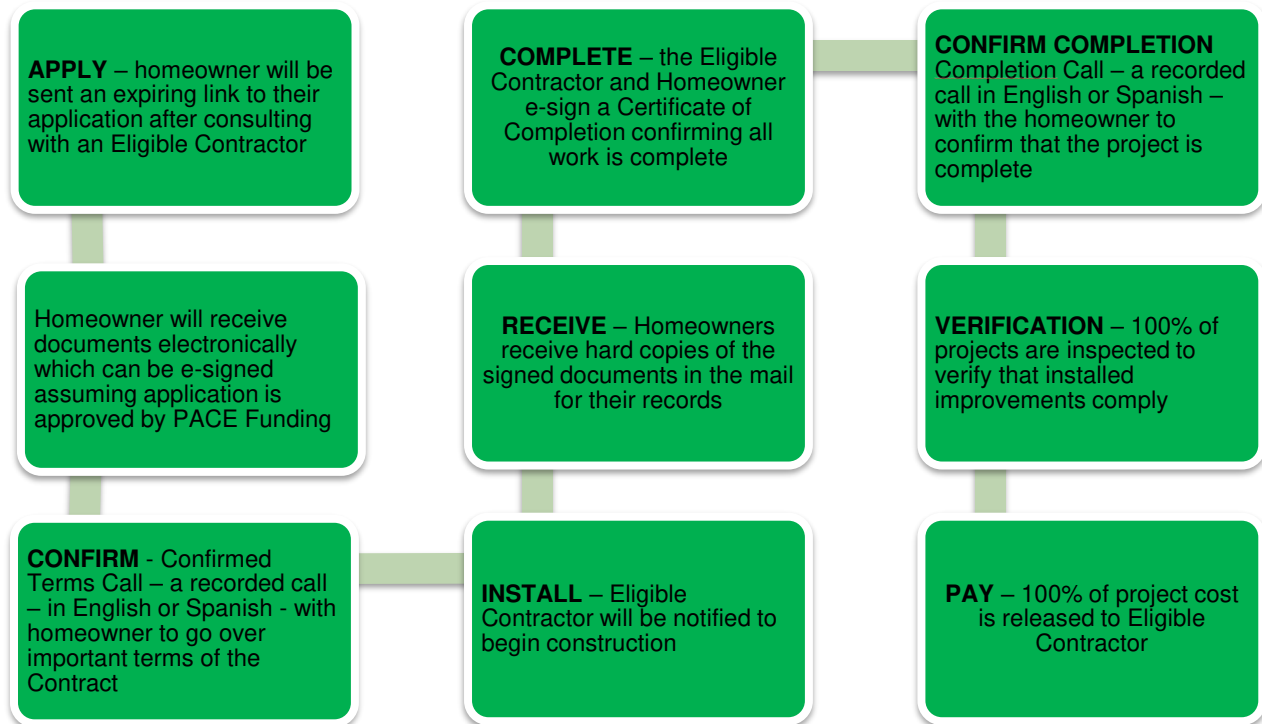 APPLY – homeowner will be
sent an expiring link to their
application after consulting
with an Eligible Contractor
Homeowner will receive
documents electronically
which can be e-signed
assuming application is
approved by PACE Funding
CONFIRM - Confirmed
Terms Call – a recorded call
– in English or Spanish - with
homeowner to go over
important terms of the
Contract
INSTALL – Eligible
Contractor will be notified to
begin construction
RECEIVE – Homeowners
receive hard copies of the
signed documents in the mail
for their records
COMPLETE – the Eligible
Contractor and Homeowner
e-sign a Certificate of
Completion confirming all
work is complete
CONFIRM COMPLETION
Completion Call – a recorded
call in English or Spanish –
with the homeowner to
confirm that the project is
complete
VERIFICATION – 100% of
projects are inspected to
verify that installed
improvements comply
PAY – 100% of project cost
is released to Eligible
Contractor